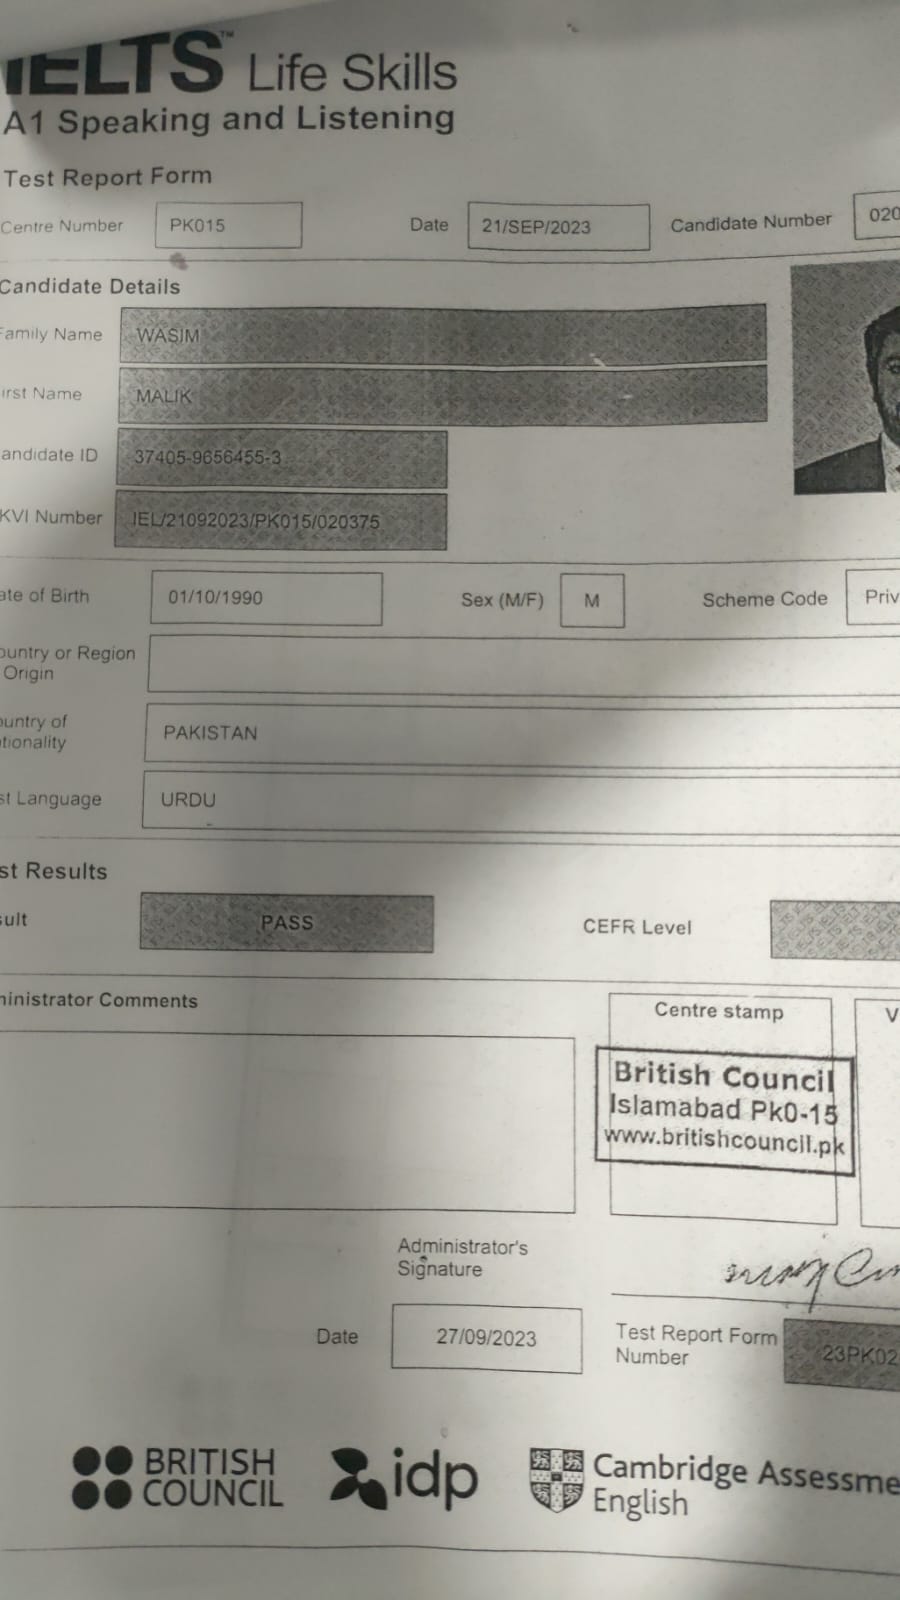 IELTS™ Life Skills
A1 Speaking and Listening
Test Report Form
Centre Number PK015 Date 21/SEP/2023 Candidate Number 020
Candidate Details
Family Name WASIM
irst Name MALIK
andidate ID 37405-9656455-3
KVI Number IEL/21092023/PK015/020375
ate of Birth 01/10/1990 Sex (M/F) M Scheme Code Priv
ountry or Region
Origin
ountry of
tionality PAKISTAN
st Language URDU
st Results
sult PASS CEFR Level
ninistrator Comments
Centre stamp V
British Council
Islamabad Pk0-15
www.britishcouncil.pk
Administrator's
Signature
Date 27/09/2023
Test Report Form
Number 23PK02
BRITISH
COUNCIL
idp
Cambridge Assessme
English